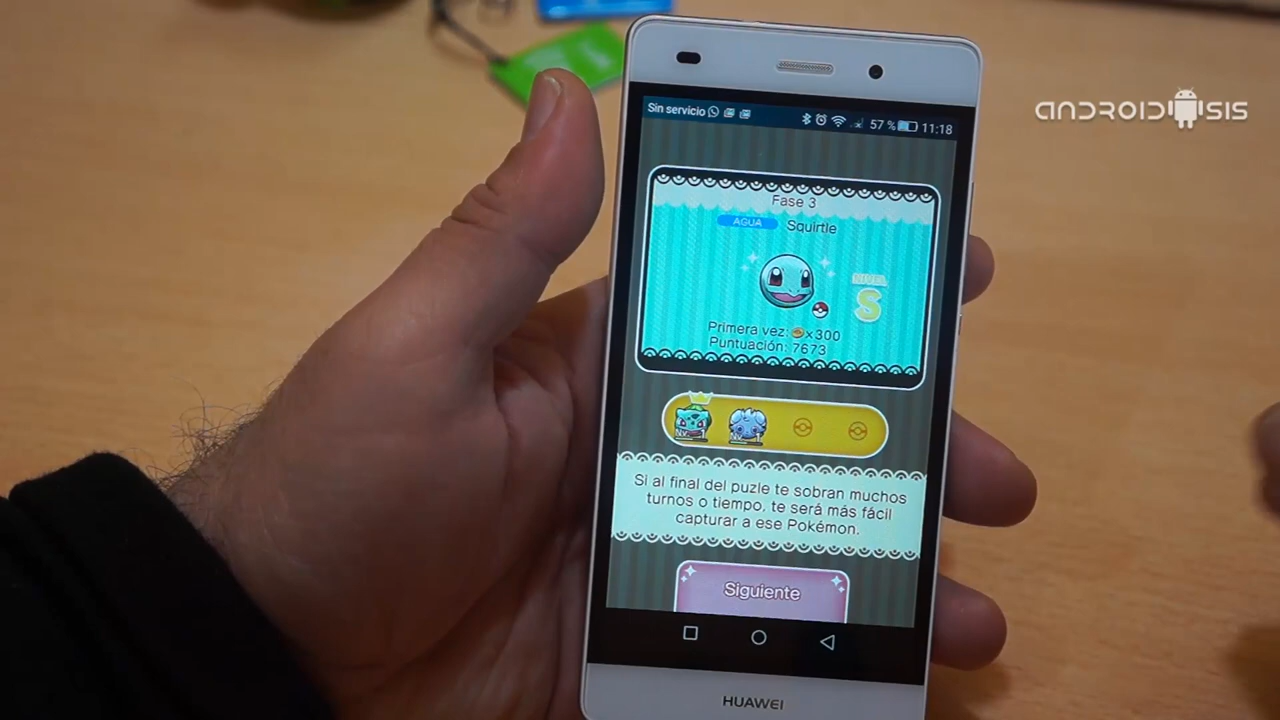 ANDROIDSIS
Sin servicio 57 % 11:18
Fase 3
AGUA Squirtle
NIVEL
S
Primera vez: x300
Puntuación: 7673
Si al final del puzle te sobran muchos
turnos o tiempo, te será más fácil
capturar a ese Pokémon.
Siguiente
HUAWEI